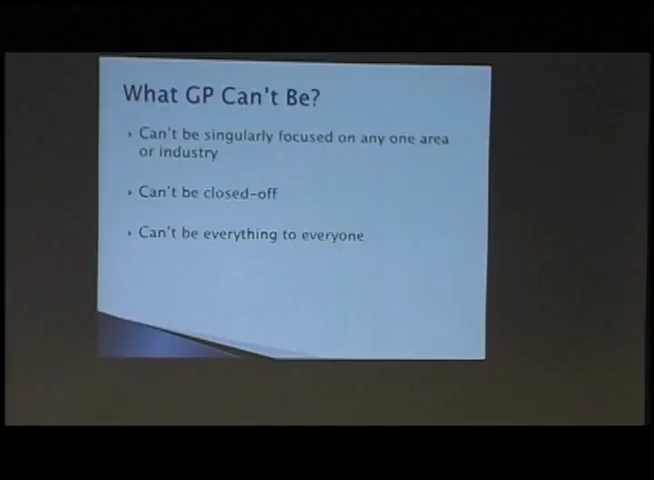 What GP Can't Be?
Can't be singularly focused on any one area
or industry
Can't be closed-off
Can't be everything to everyone